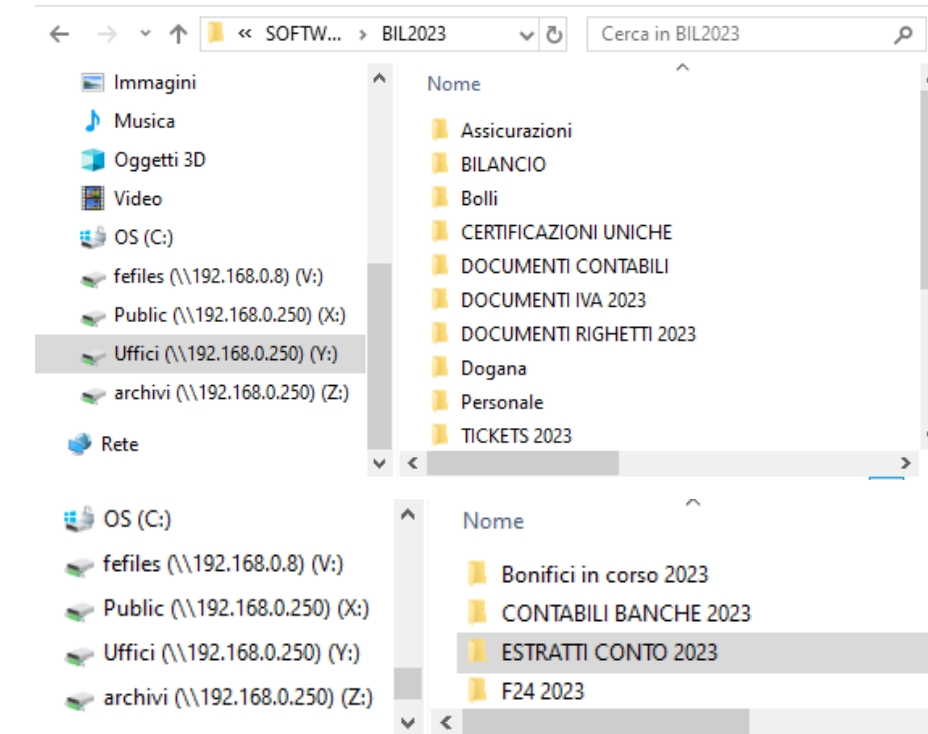 « SOFTW... › BIL2023
Cerca in BIL2023
Immagini
Musica
Oggetti 3D
Video
OS (C:)
fefiles (\\192.168.0.8) (V:)
Public (\\192.168.0.250) (X:)
Uffici (\\192.168.0.250) (Y:)
archivi (\\192.168.0.250) (Z:)
Rete
Nome
Assicurazioni
BILANCIO
Bolli
CERTIFICAZIONI UNICHE
DOCUMENTI CONTABILI
DOCUMENTI IVA 2023
DOCUMENTI RIGHETTI 2023
Dogana
Personale
TICKETS 2023
OS (C:)
fefiles (\\192.168.0.8) (V:)
Public (\\192.168.0.250) (X:)
Uffici (\\192.168.0.250) (Y:)
archivi (\\192.168.0.250) (Z:)
Nome
Bonifici in corso 2023
CONTABILI BANCHE 2023
ESTRATTI CONTO 2023
F24 2023